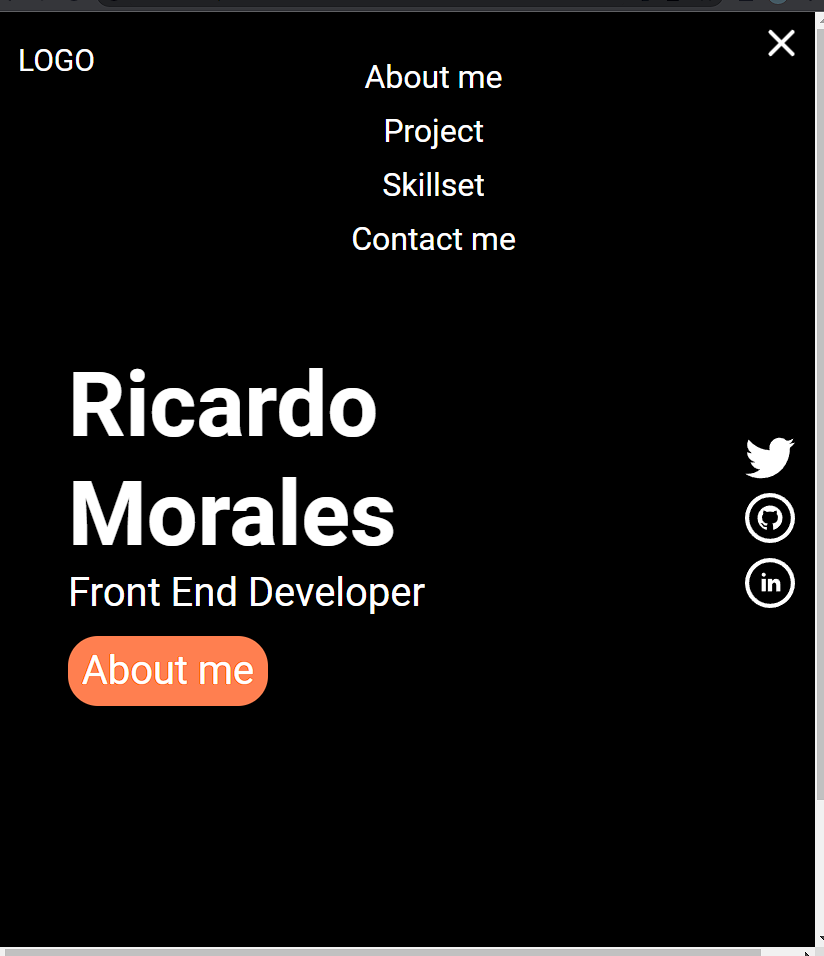 LOGO
About me
Project
Skillset
Contact me
Ricardo
Morales
Front End Developer
About me
in